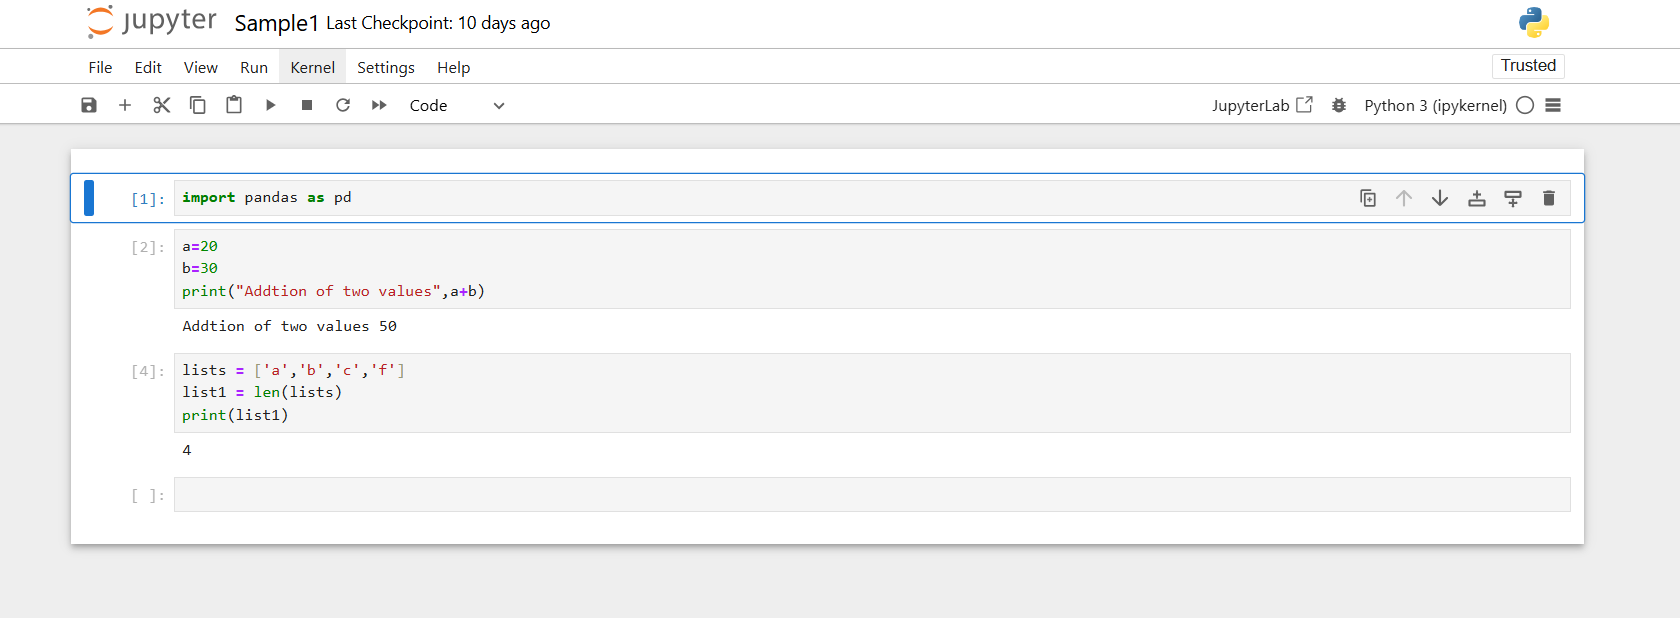 jupyter Sample1 Last Checkpoint: 10 days ago
File Edit View Run Kernel Settings Help
Trusted
Code
JupyterLab Python 3 (ipykernel)
[1]: import pandas as pd
[2]: a=20
b=30
print("Addtion of two values",a+b)
Addtion of two values 50
[4]: lists = ['a','b','c','f']
list1 = len(lists)
print(list1)
4
[ ]: